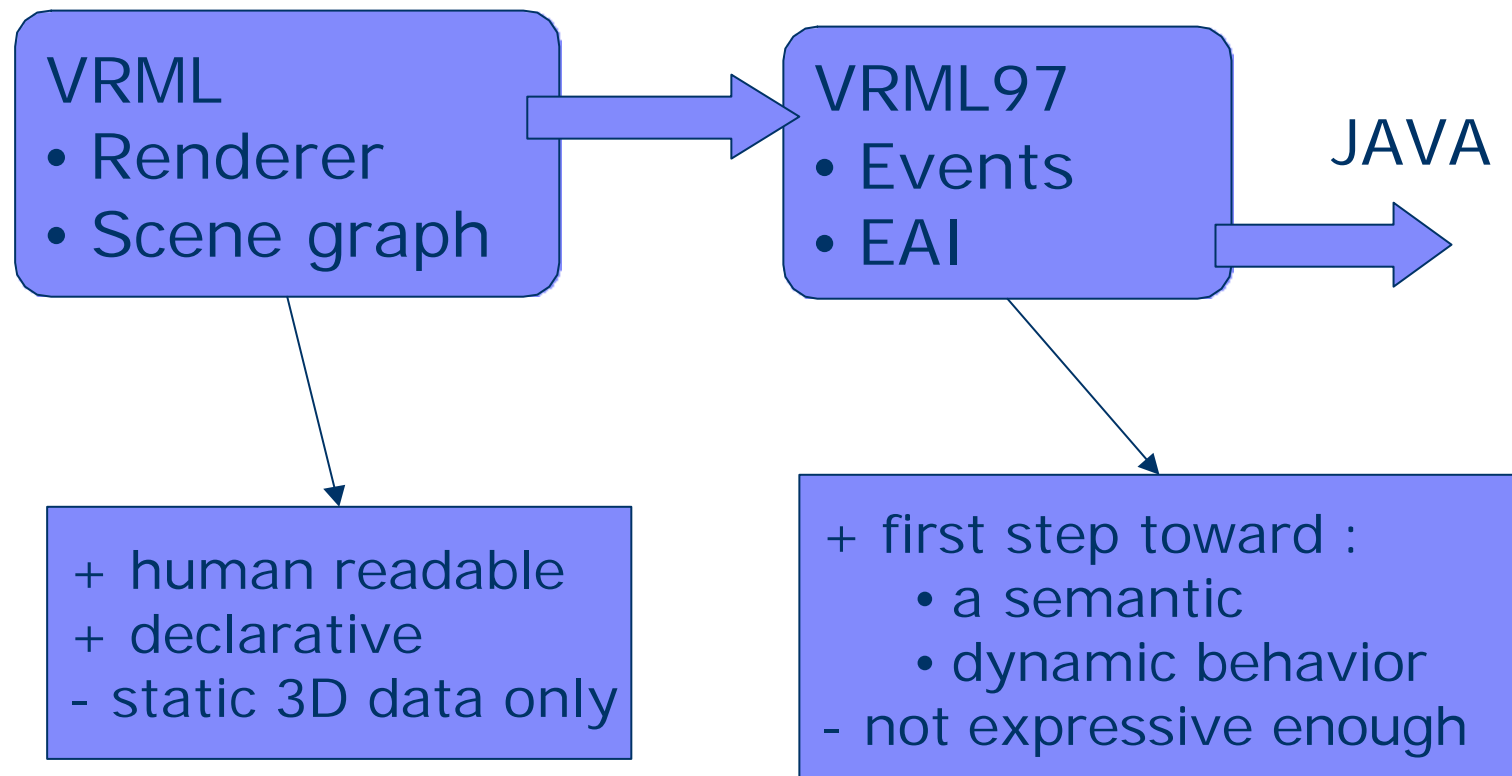 VRML
• Renderer
• Scene graph
VRML97
• Events
• EAI
JAVA
+ human readable
+ declarative
- static 3D data only
+ first step toward :
• a semantic
• dynamic behavior
- not expressive enough